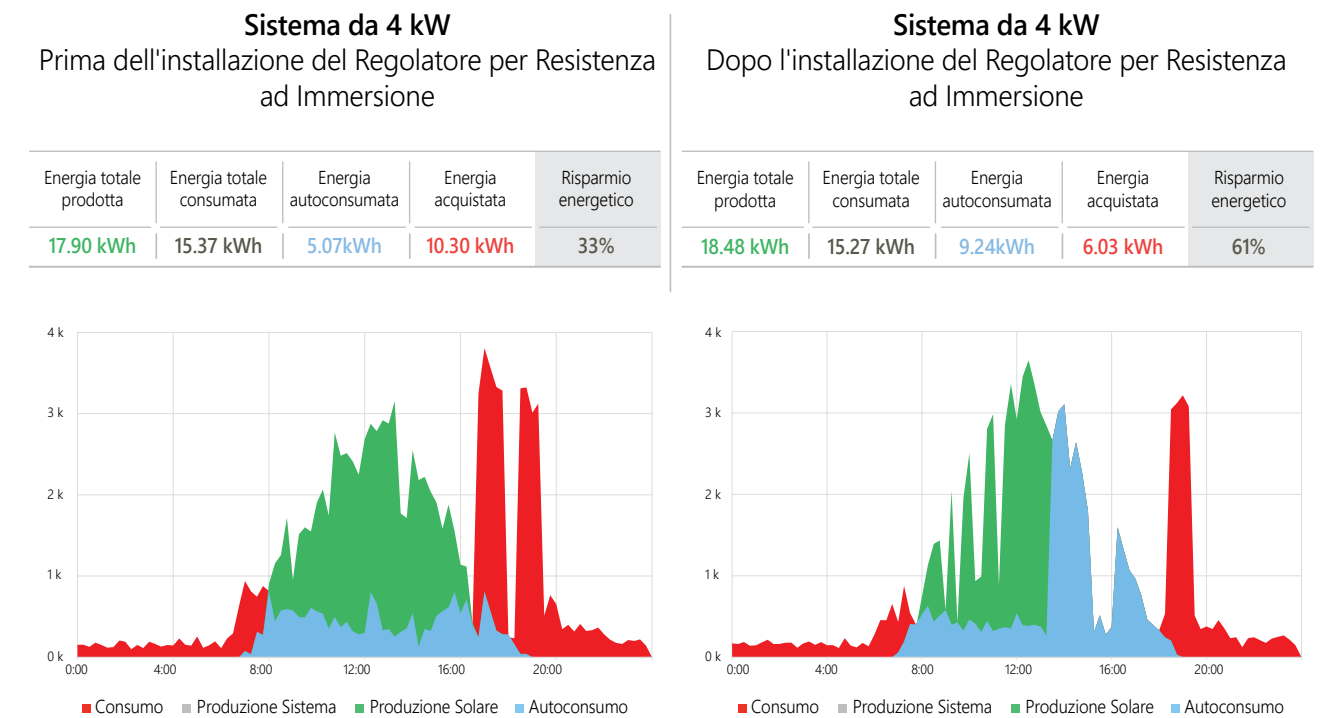 Sistema da 4 kW
Prima dell'installazione del Regolatore per Resistenza
ad Immersione
Energia totale
prodotta
Energia totale
consumata
Energia
autoconsumata
Energia
acquistata
Risparmio
energetico
17.90 kWh
15.37 kWh
5.07kWh
10.30 kWh
33%
4 k
3 k
2 k
1 k
0 k
0:00
4:00
8:00
12:00
16:00
20:00
Consumo
Produzione Sistema
Produzione Solare
Autoconsumo
Sistema da 4 kW
Dopo l'installazione del Regolatore per Resistenza
ad Immersione
Energia totale
prodotta
Energia totale
consumata
Energia
autoconsumata
Energia
acquistata
Risparmio
energetico
18.48 kWh
15.27 kWh
9.24kWh
6.03 kWh
61%
4 k
3 k
2 k
1 k
0 k
0:00
4:00
8:00
12:00
16:00
20:00
Consumo
Produzione Sistema
Produzione Solare
Autoconsumo